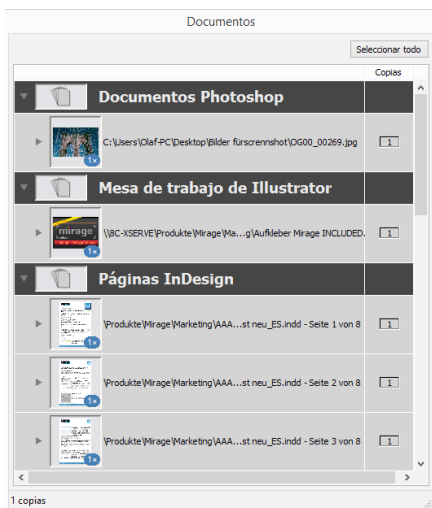 Documentos
Seleccionar todo
Copias
Documentos Photoshop
C:\Users\Olaf-PC\Desktop\Bilder fürscrennshot\OG00_00269.jpg
1
1x
Mesa de trabajo de Illustrator
mirage
\\8C-XSERVE\Produkte\Mirage\Ma...g\Aufkleber Mirage INCLUDED.
1
1x
Páginas InDesign
\Produkte\Mirage\Marketing\AAA...st neu_ES.indd - Seite 1 von 8
1
1x
\Produkte\Mirage\Marketing\AAA...st neu_ES.indd - Seite 2 von 8
1
1x
\Produkte\Mirage\Marketing\AAA...st neu_ES.indd - Seite 3 von 8
1
1x
1 copias